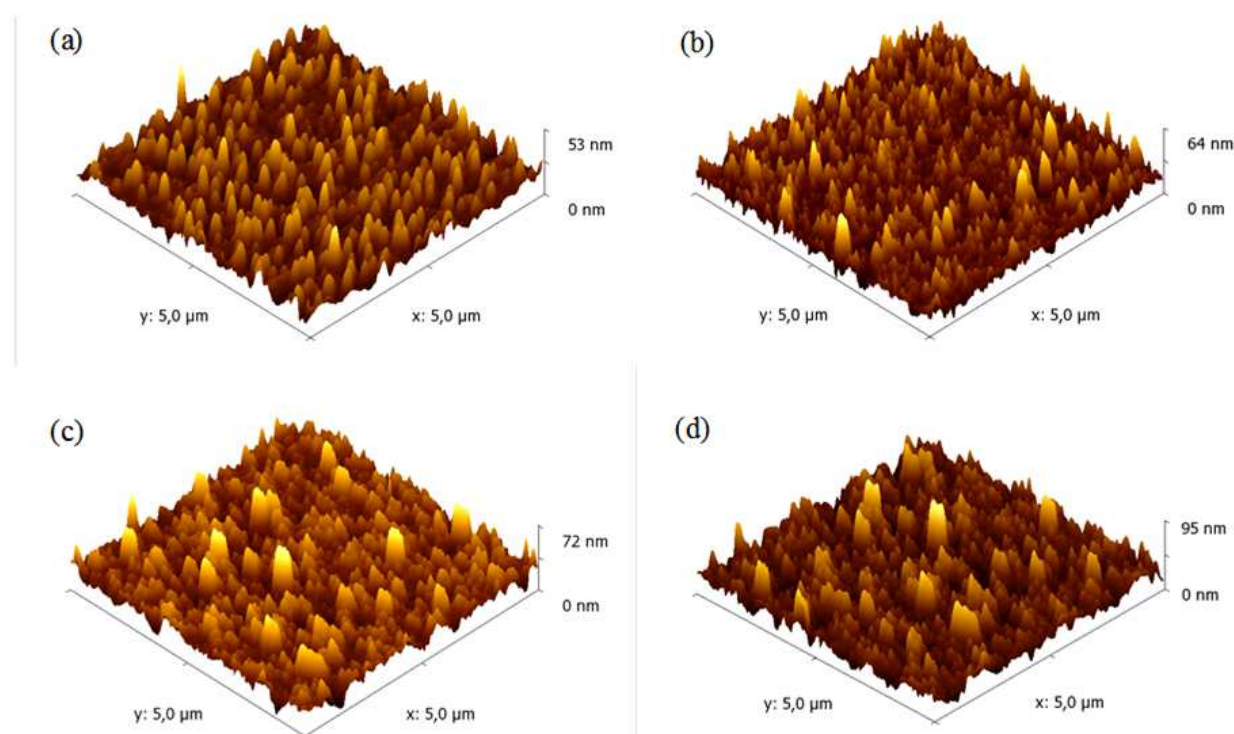 (a)
53 nm
0 nm
y: 5,0 µm
x: 5,0 µm
(b)
64 nm
0 nm
y: 5,0 µm
x: 5,0 µm
(c)
72 nm
0 nm
y: 5,0 µm
x: 5,0 µm
(d)
95 nm
0 nm
y: 5,0 µm
x: 5,0 µm